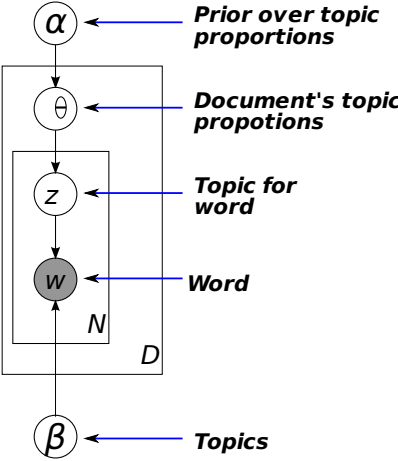 α
Prior over topic
proportions
θ
Document's topic
propotions
z
Topic for
word
w
Word
N
D
β
Topics